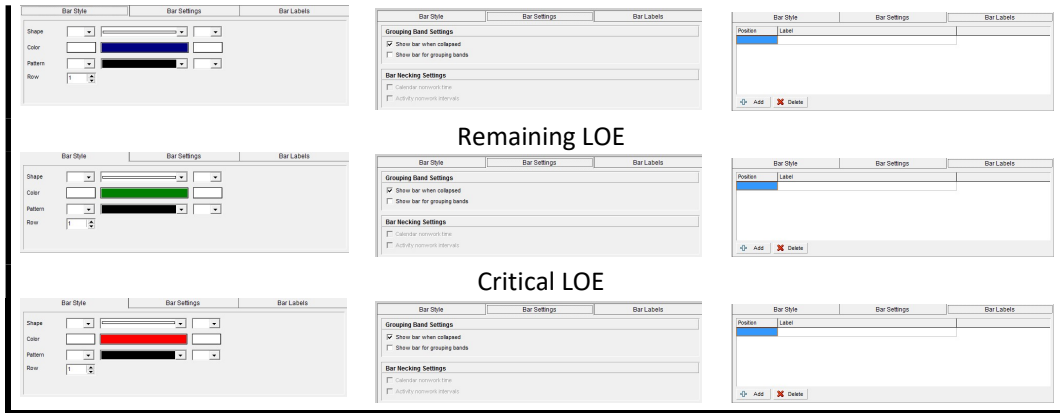 Bar Style Bar Settings Bar Labels
Shape
Color
Pattern
Row 1
Bar Style Bar Settings Bar Labels
Grouping Band Settings
Show bar when collapsed
Show bar for grouping bands
Bar Necking Settings
Calendar nonwork time
Activity nonwork intervals
Bar Style Bar Settings Bar Labels
Position Label
Add Delete
Remaining LOE
Bar Style Bar Settings Bar Labels
Shape
Color
Pattern
Row 1
Bar Style Bar Settings Bar Labels
Grouping Band Settings
Show bar when collapsed
Show bar for grouping bands
Bar Necking Settings
Calendar nonwork time
Activity nonwork intervals
Bar Style Bar Settings Bar Labels
Position Label
Add Delete
Critical LOE
Bar Style Bar Settings Bar Labels
Shape
Color
Pattern
Row 1
Bar Style Bar Settings Bar Labels
Grouping Band Settings
Show bar when collapsed
Show bar for grouping bands
Bar Necking Settings
Calendar nonwork time
Activity nonwork intervals
Bar Style Bar Settings Bar Labels
Position Label
Add Delete